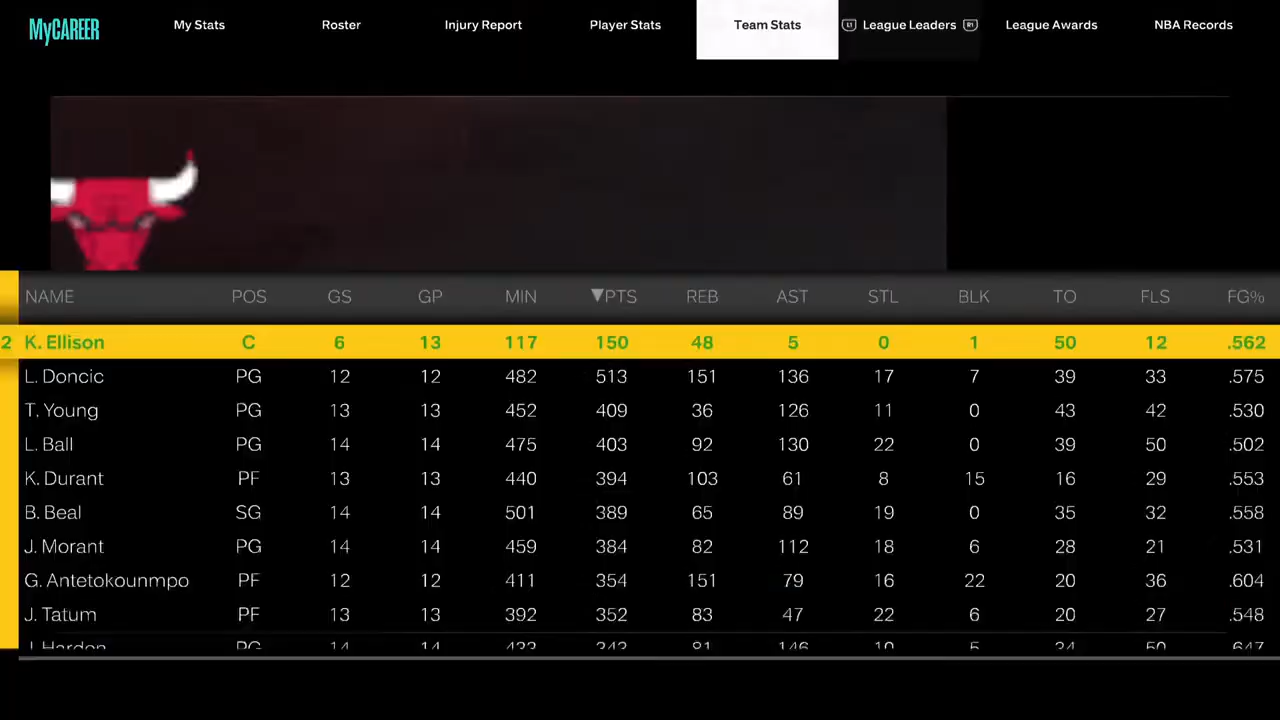 MyCAREER My Stats Roster Injury Report Player Stats Team Stats L1 League Leaders R1 League Awards NBA Records
NAME POS GS GP MIN ▼PTS REB AST STL BLK TO FLS FG%
2 K. Ellison C 6 13 117 150 48 5 0 1 50 12 .562
L. Doncic PG 12 12 482 513 151 136 17 7 39 33 .575
T. Young PG 13 13 452 409 36 126 11 0 43 42 .530
L. Ball PG 14 14 475 403 92 130 22 0 39 50 .502
K. Durant PF 13 13 440 394 103 61 8 15 16 29 .553
B. Beal SG 14 14 501 389 65 89 19 0 35 32 .558
J. Morant PG 14 14 459 384 82 112 18 6 28 21 .531
G. Antetokounmpo PF 12 12 411 354 151 79 16 22 20 36 .604
J. Tatum PF 13 13 392 352 83 47 22 6 20 27 .548
J. Harden PG 14 14